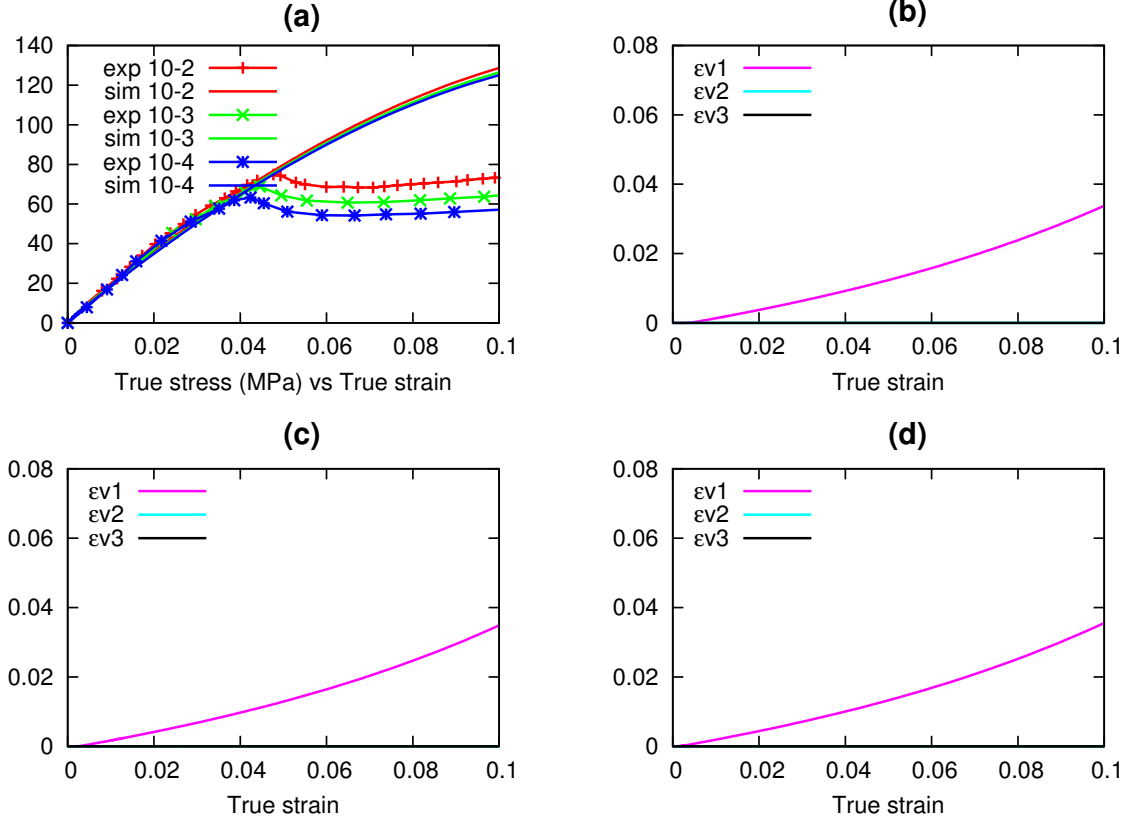 (a)
140
120
100
80
60
40
20
0
exp 10-2
sim 10-2
exp 10-3
sim 10-3
exp 10-4
sim 10-4
0 0.02 0.04 0.06 0.08 0.1
True stress (MPa) vs True strain
(b)
0.08
0.06
0.04
0.02
0
εv1
εv2
εv3
0 0.02 0.04 0.06 0.08 0.1
True strain
(c)
0.08
0.06
0.04
0.02
0
εv1
εv2
εv3
0 0.02 0.04 0.06 0.08 0.1
True strain
(d)
0.08
0.06
0.04
0.02
0
εv1
εv2
εv3
0 0.02 0.04 0.06 0.08 0.1
True strain